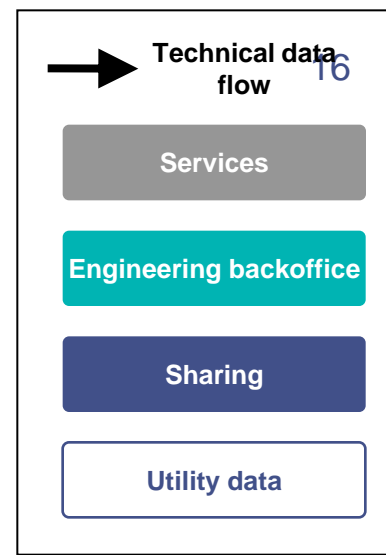 Technical data
flow
16
Services
Engineering backoffice
Sharing
Utility data